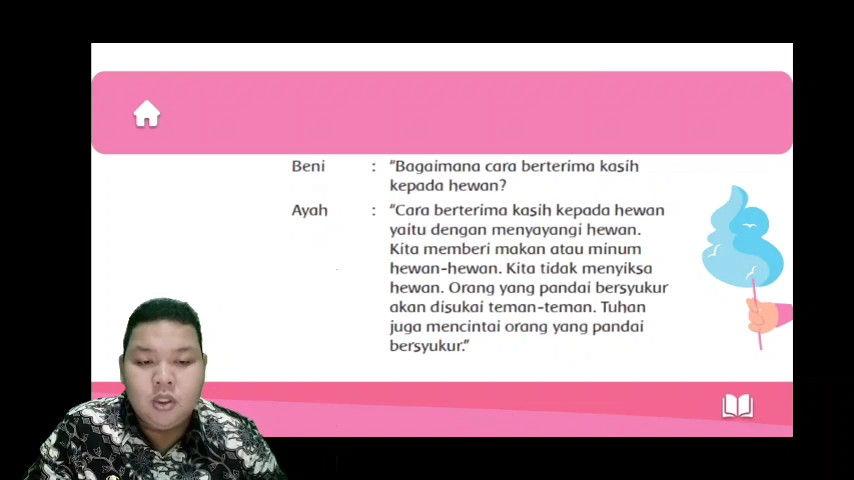 Beni : "Bagaimana cara berterima kasih
kepada hewan?
Ayah : "Cara berterima kasih kepada hewan
yaitu dengan menyayangi hewan.
Kita memberi makan atau minum
hewan-hewan. Kita tidak menyiksa
hewan. Orang yang pandai bersyukur
akan disukai teman-teman. Tuhan
juga mencintai orang yang pandai
bersyukur."